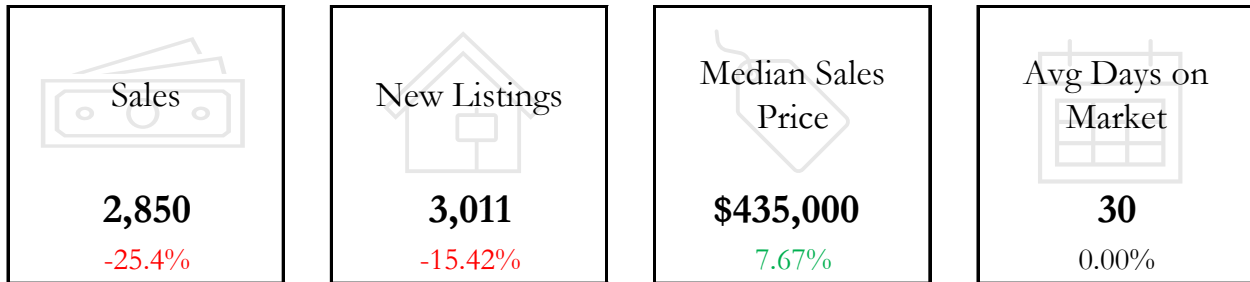 Sales
2,850
-25.4%
New Listings
3,011
-15.42%
Median Sales
Price
$435,000
7.67%
Avg Days on
Market
30
0.00%